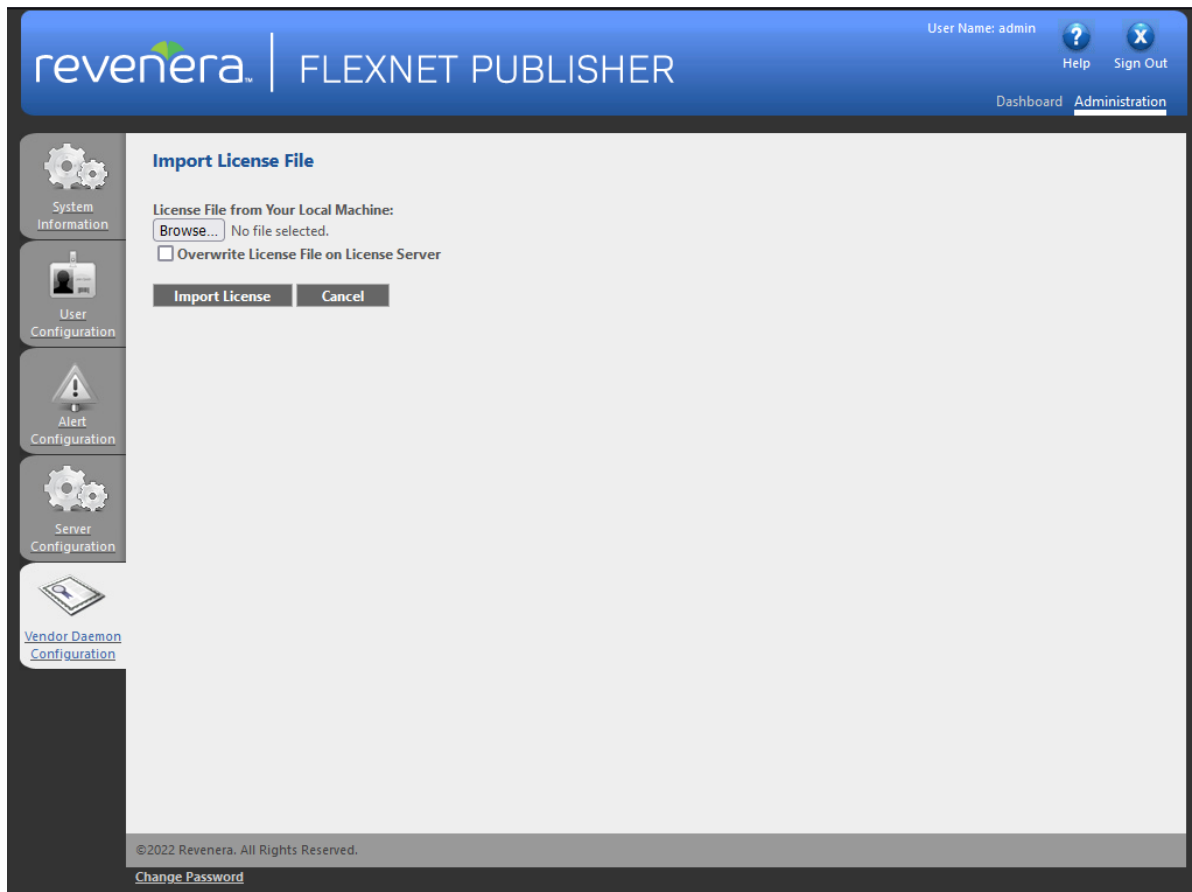 User Name: admin
revenera™ FLEXNET PUBLISHER
? X
Help Sign Out
Dashboard Administration
System
Information
User
Configuration
Alert
Configuration
Server
Configuration
Vendor Daemon
Configuration
Import License File
License File from Your Local Machine:
Browse... No file selected.
Overwrite License File on License Server
Import License Cancel
©2022 Revenera. All Rights Reserved.
Change Password